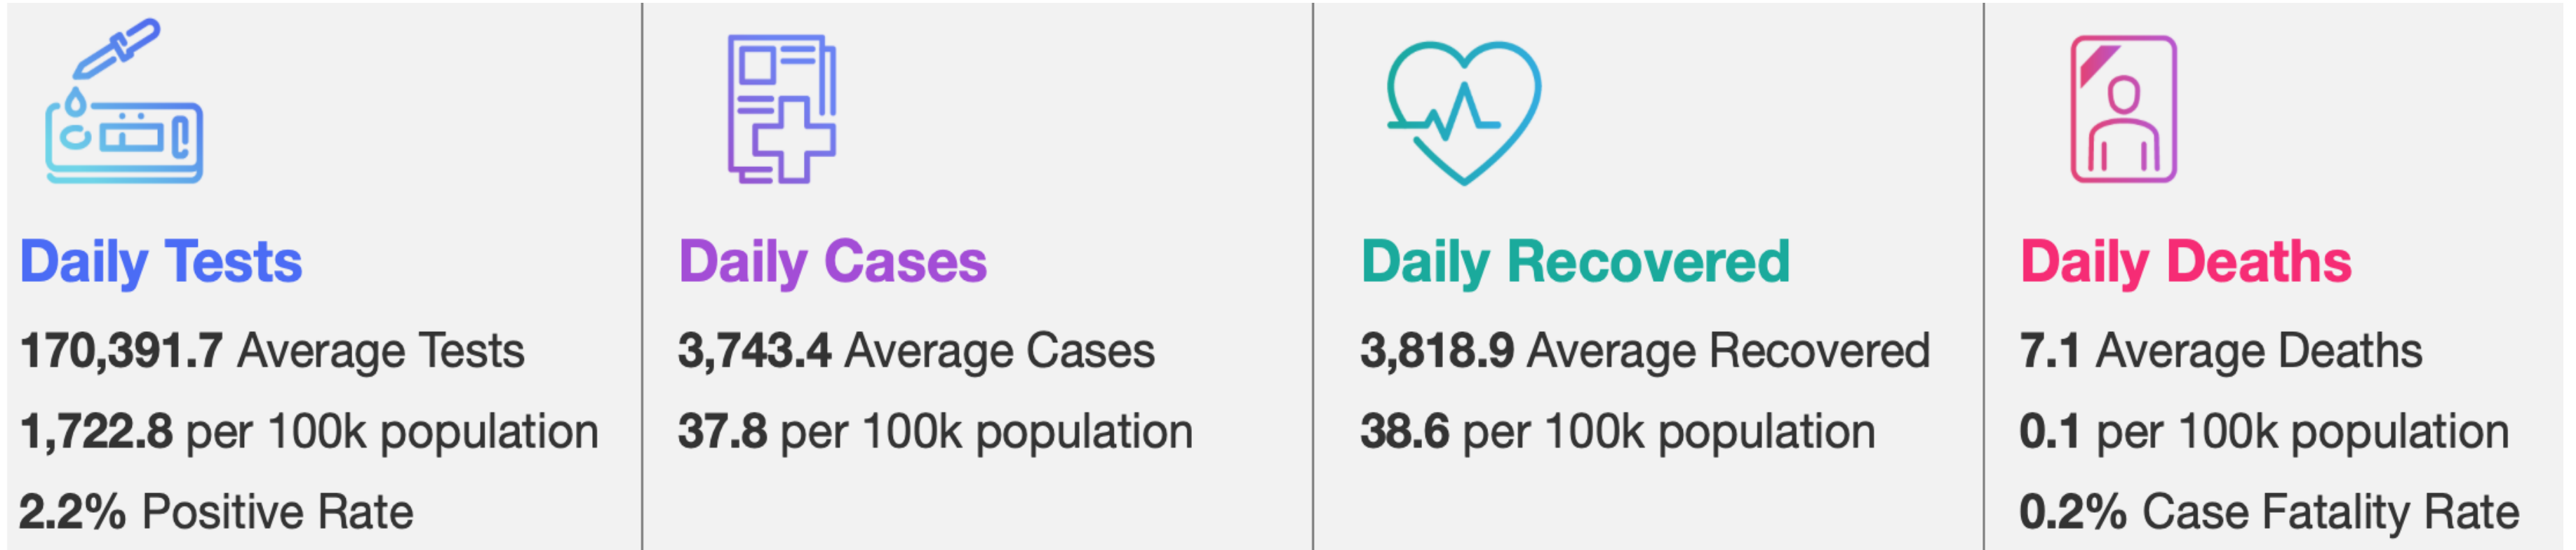 Daily Tests
170,391.7 Average Tests
1,722.8 per 100k population
2.2% Positive Rate
Daily Cases
3,743.4 Average Cases
37.8 per 100k population
Daily Recovered
3,818.9 Average Recovered
38.6 per 100k population
Daily Deaths
7.1 Average Deaths
0.1 per 100k population
0.2% Case Fatality Rate